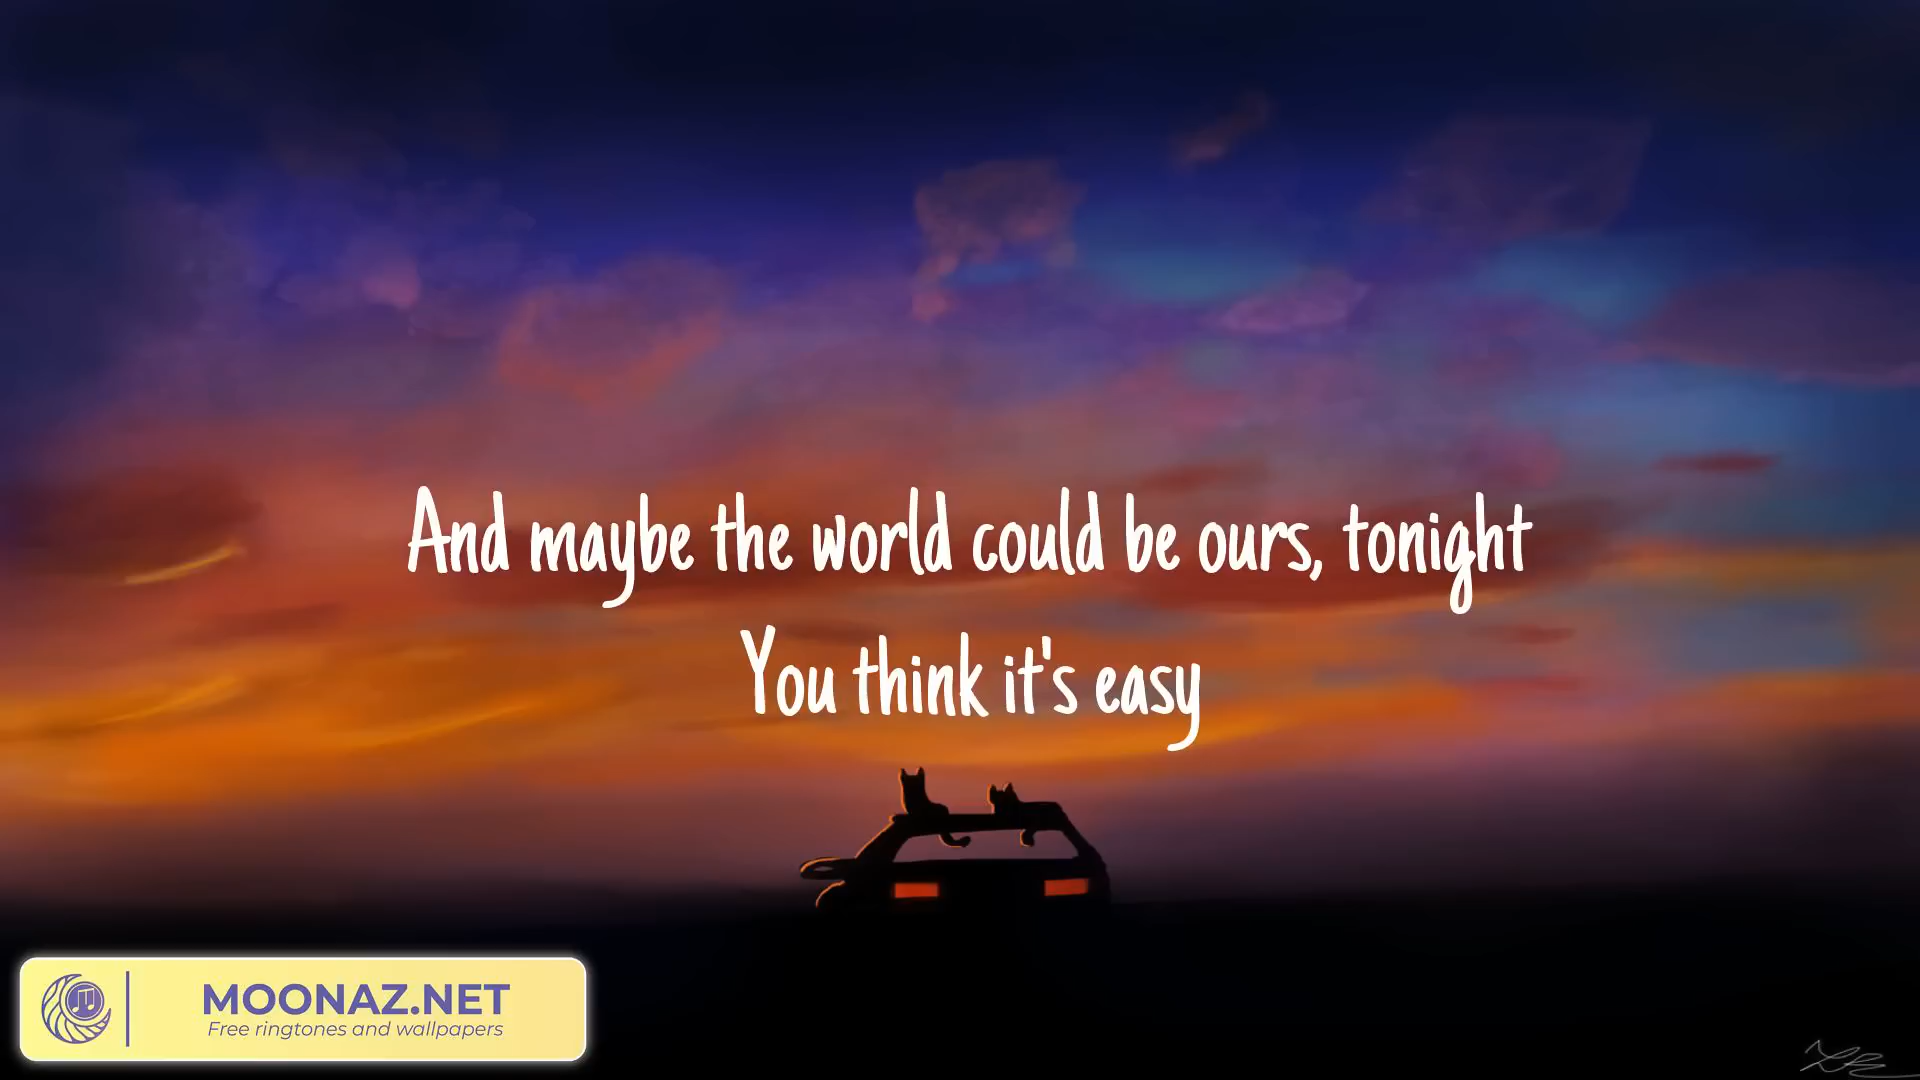 And maybe the world could be ours, tonight
You think it's easy
MOONAZ.NET
Free ringtones and wallpapers